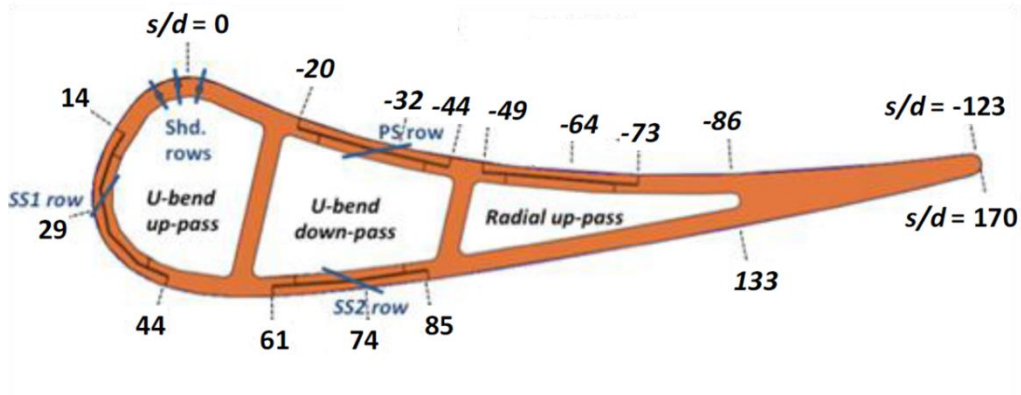 s/d = 0
-20
14
-32
-44
-49
-64
-73
-86
s/d = -123
Shd.
rows
PS row
SS1 row
29
U-bend
up-pass
U-bend
down-pass
Radial up-pass
s/d = 170
133
SS2 row
44
61
74
85